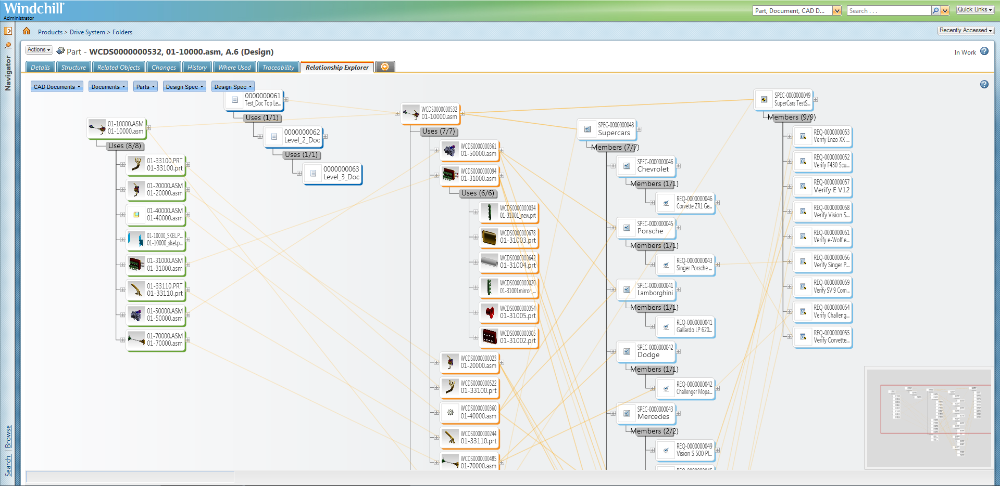 Windchill
Administrator
Part, Document, CAD D...
Search . . .
Quick Links
Products > Drive System > Folders
Recently Accessed
Actions
Part - WCDS0000000532, 01-10000.asm, A.6 (Design)
In Work
Details
Structure
Related Objects
Changes
History
Where Used
Traceability
Relationship Explorer
Navigator
Search | Browse
CAD Documents
Documents
Parts
Design Spec
Design Spec
01-10000.ASM
01-10000.asm
Uses (8/8)
01-33100.PRT
01-33100.prt
01-20000.ASM
01-20000.asm
01-40000.ASM
01-40000.asm
01-10000_SKEL.P...
01-10000_skel.p...
01-31000.ASM
01-31000.asm
01-33110.PRT
01-33110.prt
01-50000.ASM
01-50000.asm
01-70000.ASM
01-70000.asm
0000000061
Test_Doc Top Le...
Uses (1/1)
0000000062
Level_2_Doc
Uses (1/1)
0000000063
Level_3_Doc
WCDS0000000532
01-10000.asm
Uses (7/7)
WCDS0000000361
01-50000.asm
WCDS0000000094
01-31000.asm
Uses (6/6)
WCDS0000000034
01-31001_new.prt
WCDS0000000678
01-31003.prt
WCDS0000000642
01-31004.prt
WCDS0000000020
01-31001mirror_...
WCDS0000000354
01-31005.prt
WCDS0000000305
01-31002.prt
WCDS0000000023
01-20000.asm
WCDS0000000522
01-33100.prt
WCDS0000000360
01-40000.asm
WCDS0000000244
01-33110.prt
WCDS0000000485
01-70000.asm
SPEC-0000000048
Supercars
Members (7/7)
SPEC-0000000046
Chevrolet
Members (1/1)
REQ-0000000046
Corvette ZR1 Ge...
SPEC-0000000045
Porsche
Members (1/1)
REQ-0000000043
Singer Porsche ...
SPEC-0000000041
Lamborghini
Members (1/1)
REQ-0000000041
Gallardo LP 620...
SPEC-0000000042
Dodge
Members (1/1)
REQ-0000000042
Challenger Mopa...
SPEC-0000000043
Mercedes
Members (2/2)
REQ-0000000049
Vision S 500 Pl...
SPEC-0000000049
SuperCars TestS...
Members (9/9)
REQ-0000000053
Verify Enzo XX ...
REQ-0000000052
Verify F430 Scu...
REQ-0000000057
Verify E V12
REQ-0000000058
Verify Vision S...
REQ-0000000051
Verify e-Wolf e...
REQ-0000000056
Verify Singer P...
REQ-0000000059
Verify SV 9 Com...
REQ-0000000054
Verify Challeng...
REQ-0000000055
Verify Corvette...